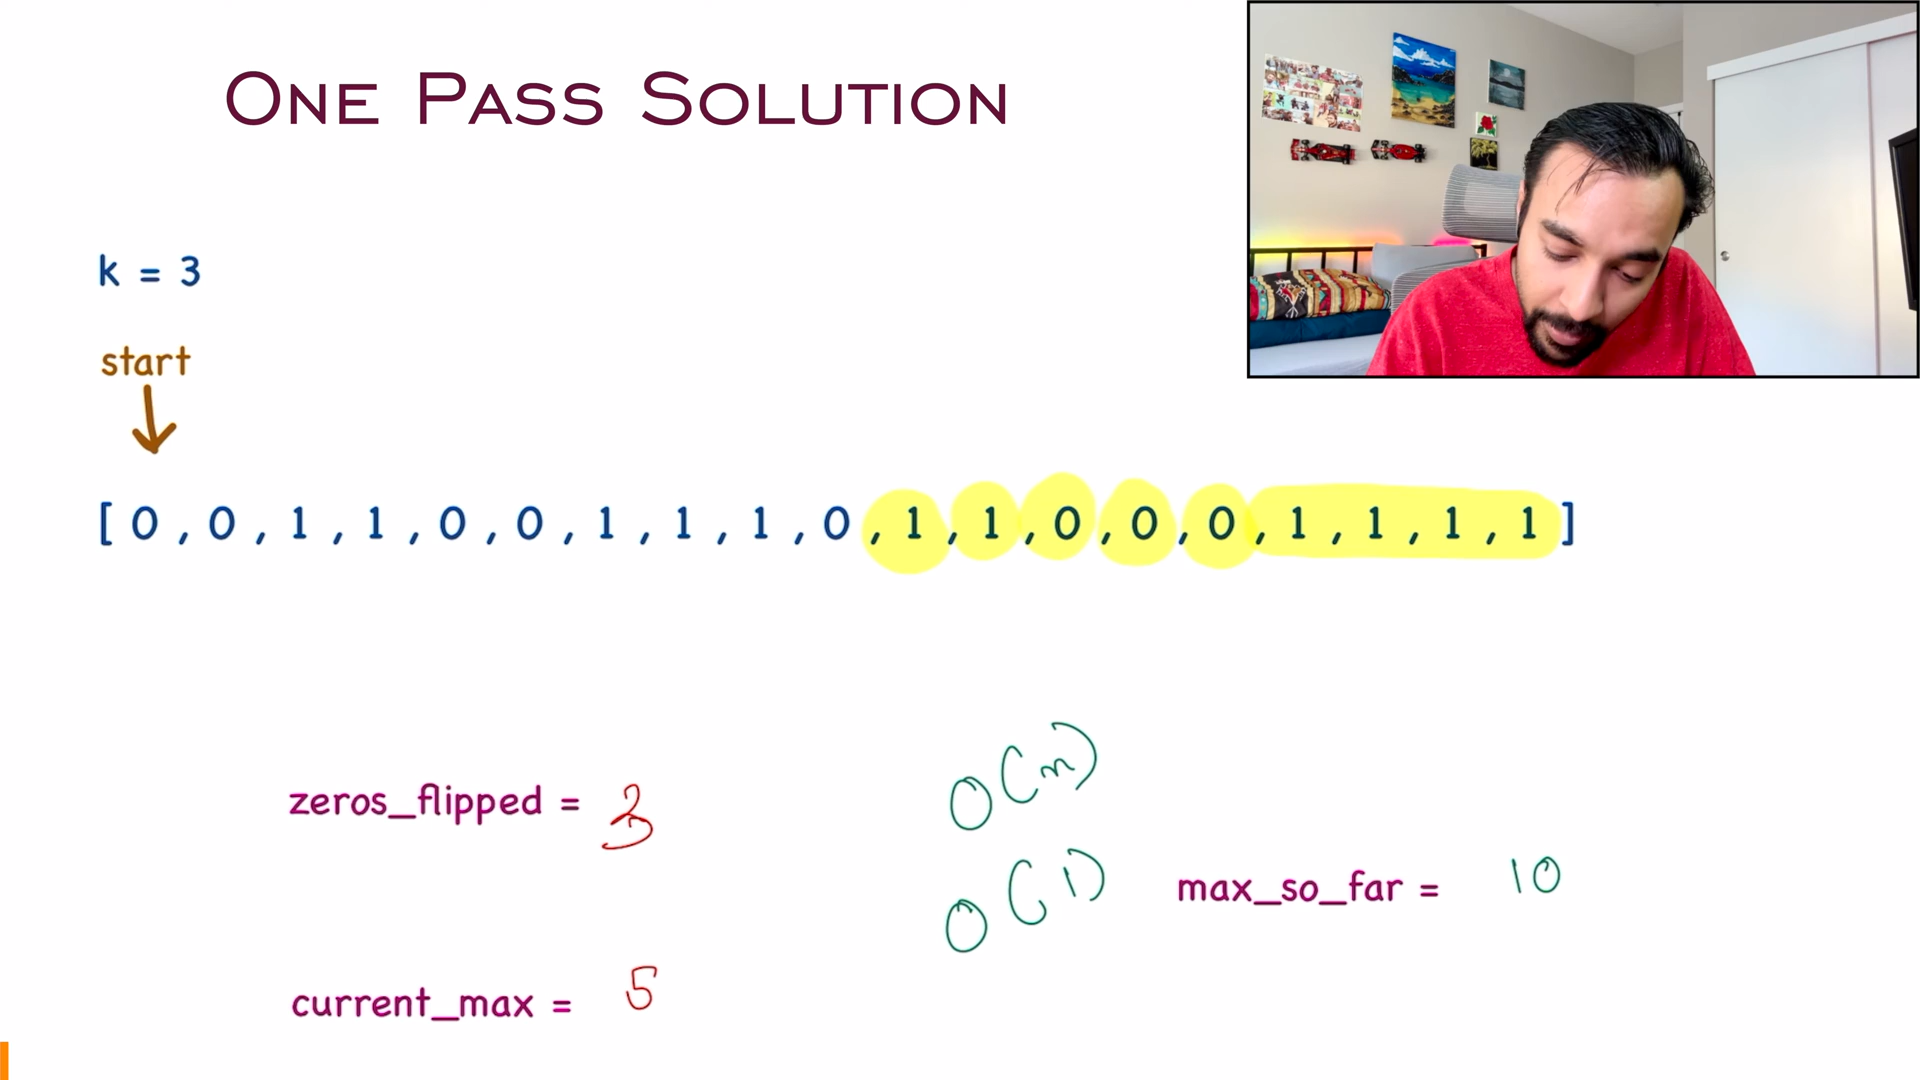 ONE PASS SOLUTION
k = 3
start
[ 0 , 0 , 1 , 1 , 0 , 0 , 1 , 1 , 1 , 0 , 1 , 1 , 0 , 0 , 0 , 1 , 1 , 1 , 1 ]
zeros_flipped = 3
O(n)
O(1)
max_so_far = 10
current_max = 5